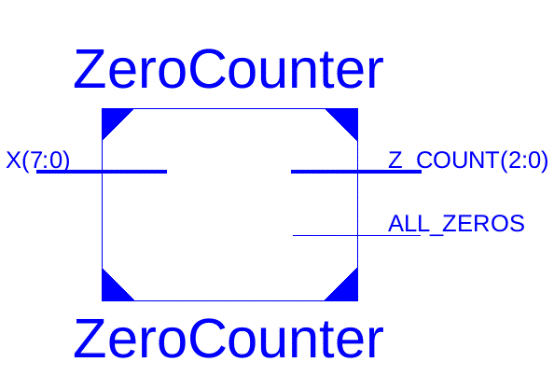 ZeroCounter
X(7:0)
Z_COUNT(2:0)
ALL_ZEROS
ZeroCounter